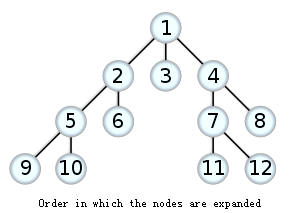 1
2 3 4
5 6 7 8
9 10 11 12
Order in which the nodes are expanded